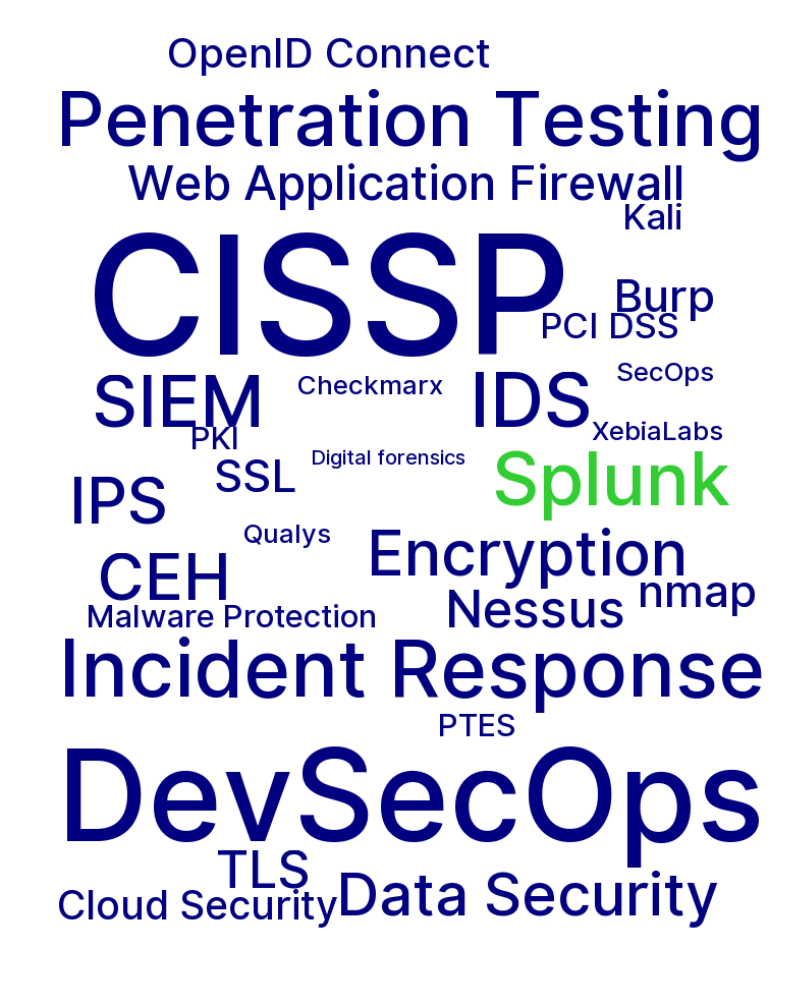 OpenID Connect
Penetration Testing
Web Application Firewall
Kali
CISSP
Burp
PCI DSS
SIEM
Checkmarx
IDS
SecOps
PKI
XebiaLabs
SSL
Digital forensics
Splunk
IPS
Qualys
Encryption
CEH
nmap
Malware Protection
Nessus
Incident Response
PTES
DevSecOps
TLS
Cloud Security
Data Security